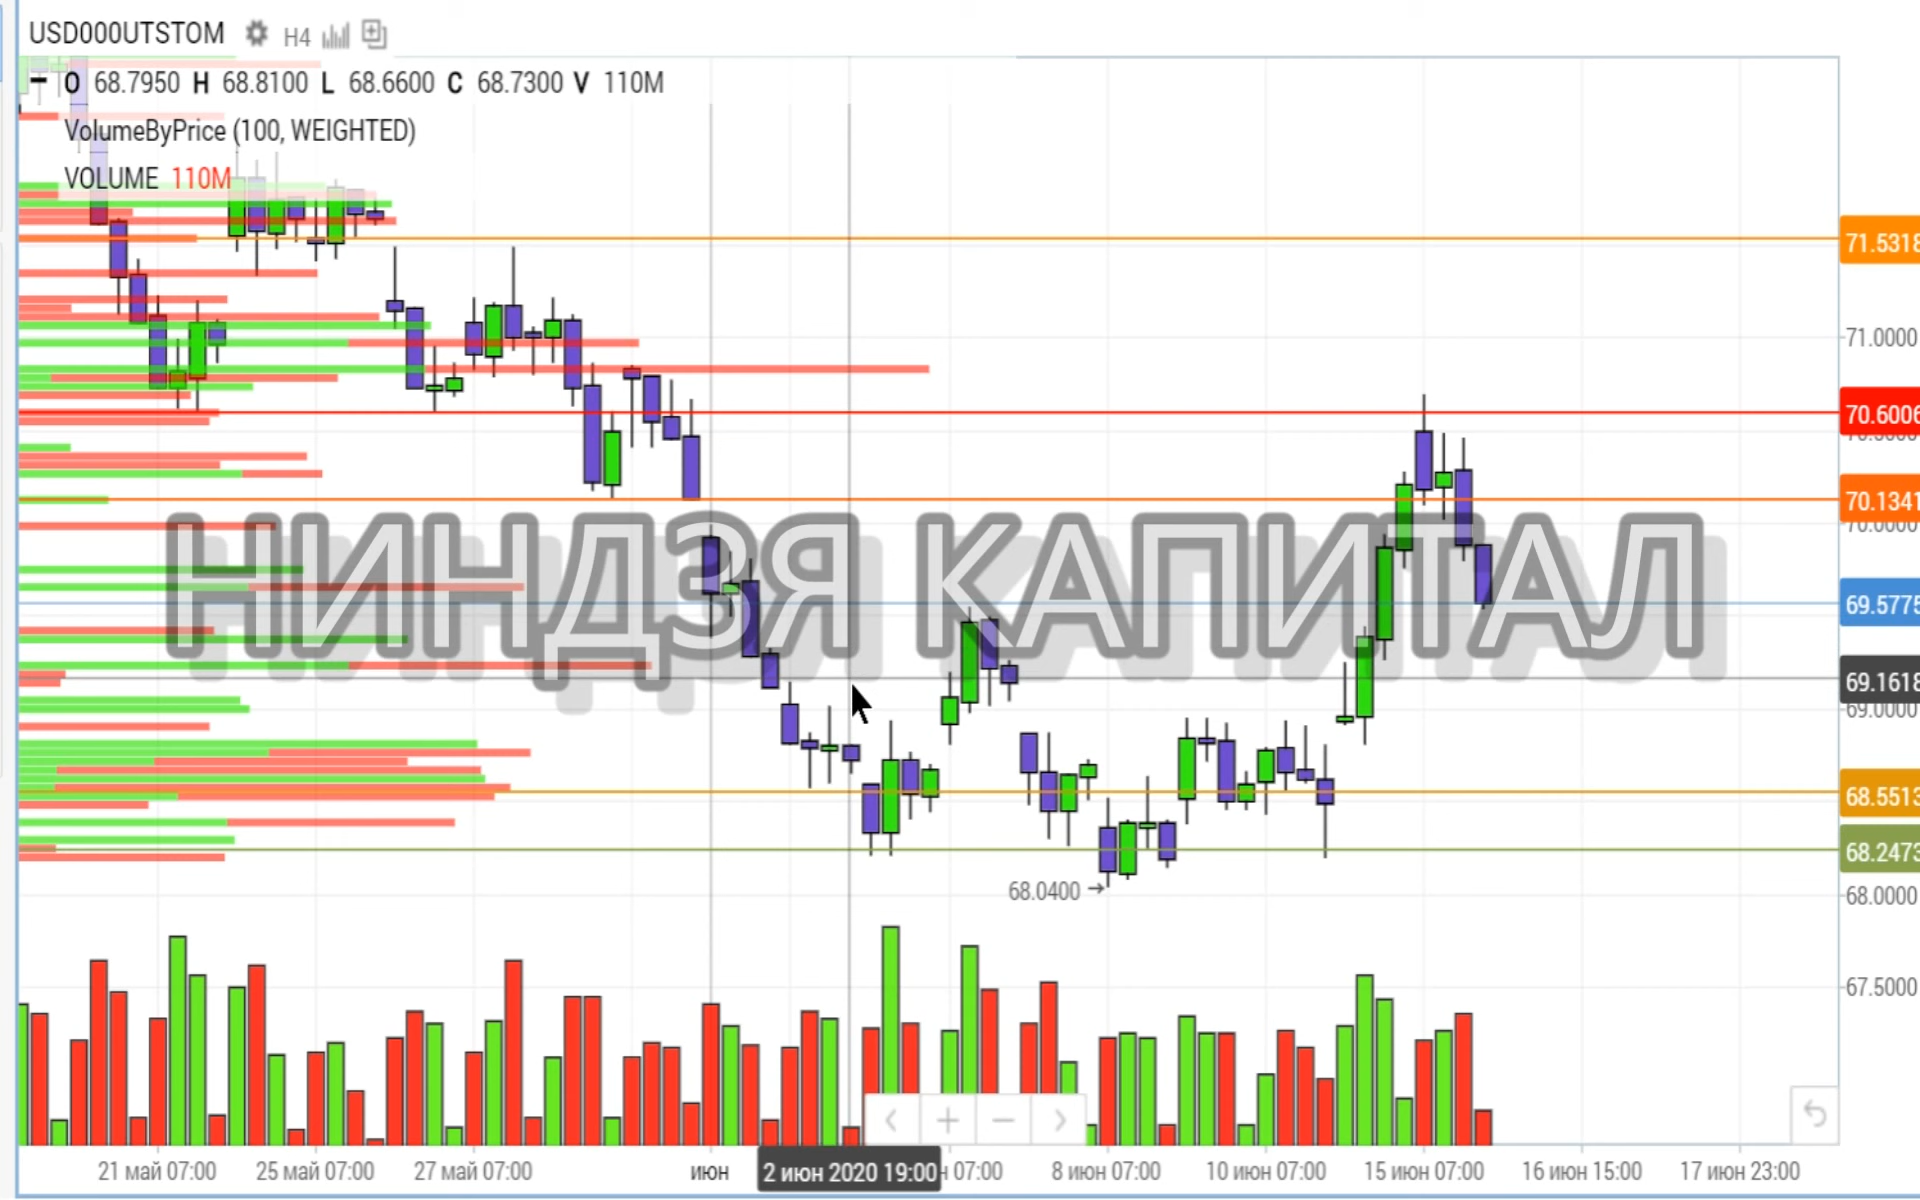 USD000UTSTOM H4
O 68.7950 H 68.8100 L 68.6600 C 68.7300 V 110M
VolumeByPrice (100, WEIGHTED)
VOLUME 110M
71.5318
71.0000
70.6006
70.1341
70.0000
НИНДЗЯ КАПИТАЛ
69.5775
69.1618
69.0000
68.5513
68.2473
68.0400
68.0000
67.5000
21 май 07:00 25 май 07:00 27 май 07:00 июн 2 июн 2020 19:00 07:00 8 июн 07:00 10 июн 07:00 15 июн 07:00 16 июн 15:00 17 июн 23:00